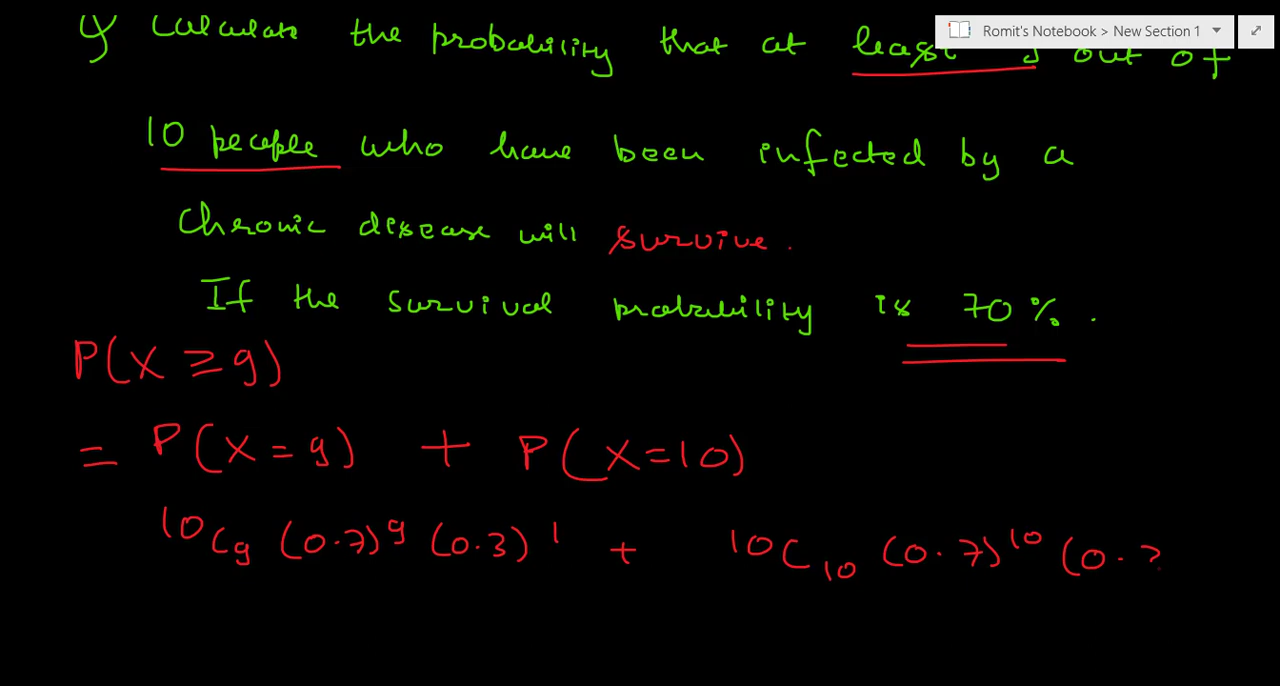 Romit's Notebook > New Section 1
Calculate the probability that at least 9 out of
10 people who have been infected by a
Chronic disease will survive.
If the survival probability is 70%.
P(X ≥ 9)
= P(X = 9) + P(X = 10)
¹⁰C₉ (0.7)⁹ (0.3)¹ + ¹⁰C₁₀ (0.7)¹⁰ (0.